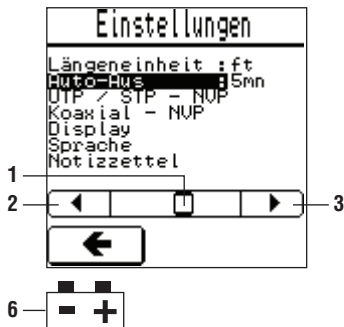 Einstellungen
Längeneinheit :ft
Auto-Aus :5mn
UTP / STP - NVP
Koaxial - NVP
Display
Sprache
Notizzettel
1
2
3
6
- +